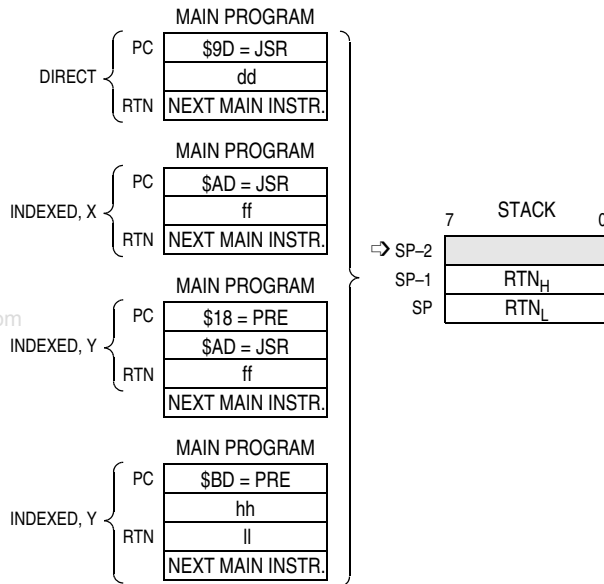 MAIN PROGRAM
PC $9D = JSR
DIRECT dd
RTN NEXT MAIN INSTR.
MAIN PROGRAM
PC $AD = JSR
INDEXED, X ff
RTN NEXT MAIN INSTR.
MAIN PROGRAM
PC $18 = PRE
INDEXED, Y $AD = JSR
RTN ff
NEXT MAIN INSTR.
MAIN PROGRAM
PC $BD = PRE
INDEXED, Y hh
RTN ll
NEXT MAIN INSTR.
7 STACK 0
SP–2
SP–1 RTNH
SP RTNL
om